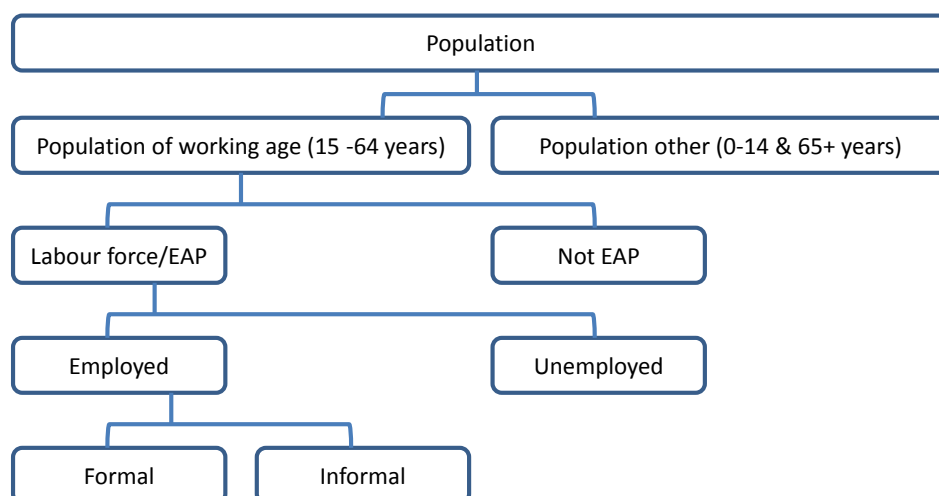 Population
Population of working age (15 -64 years)
Population other (0-14 & 65+ years)
Labour force/EAP
Not EAP
Employed
Unemployed
Formal
Informal